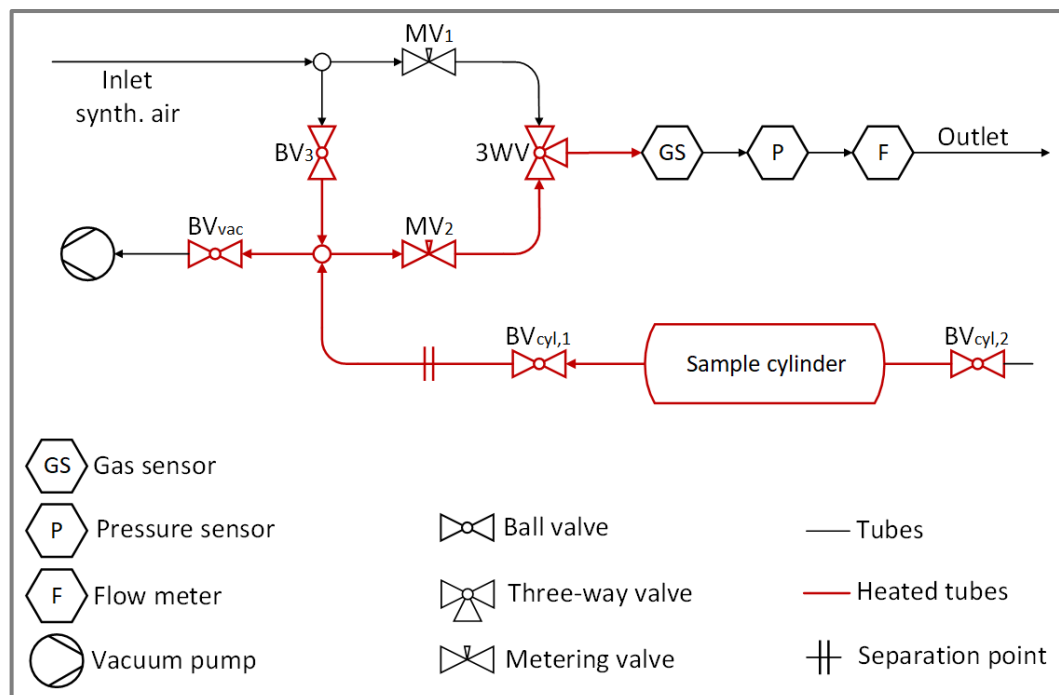 MV1
Inlet
synth. air
BV3
3WV
GS
P
F
Outlet
BVvac
MV2
BVcyl,1
Sample cylinder
BVcyl,2
GS Gas sensor
P Pressure sensor
Ball valve
Tubes
F Flow meter
Three-way valve
Heated tubes
Vacuum pump
Metering valve
Separation point